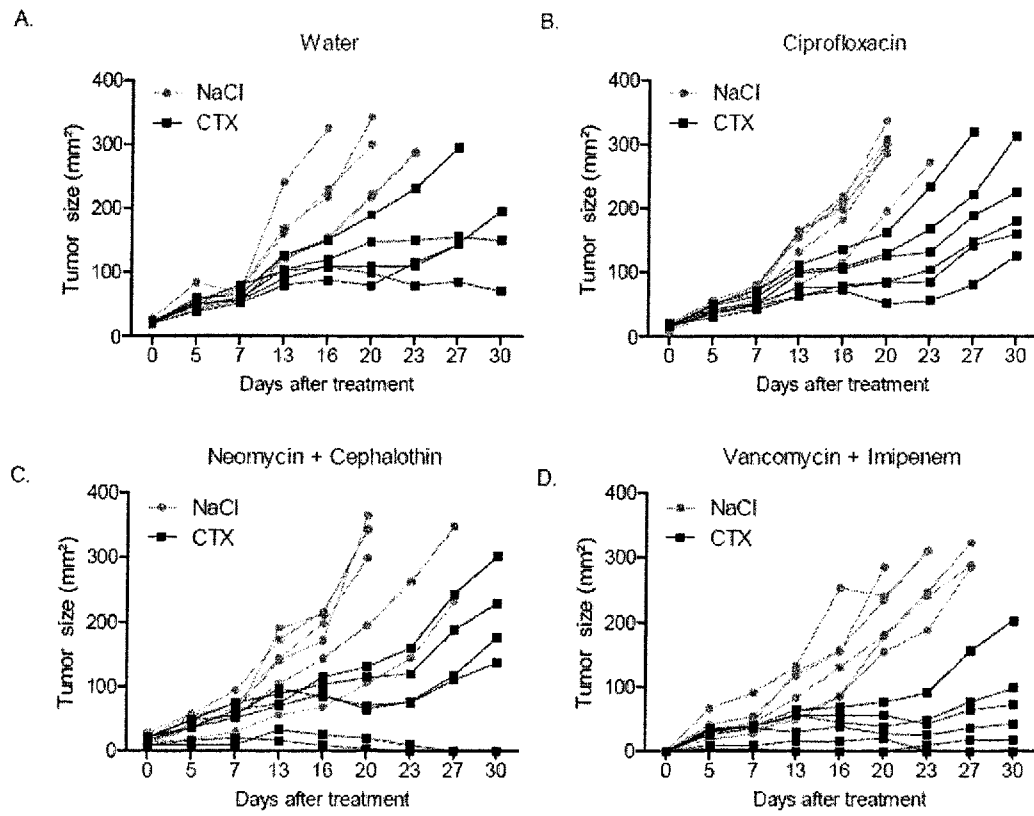 A.
Water
Tumor size (mm²)
400
300
200
100
0
NaCl
CTX
0 5 7 13 16 20 23 27 30
Days after treatment
B.
Ciprofloxacin
Tumor size (mm²)
400
300
200
100
0
NaCl
CTX
0 5 7 13 16 20 23 27 30
Days after treatment
C.
Neomycin + Cephalothin
Tumor size (mm²)
400
300
200
100
0
NaCl
CTX
0 5 7 13 16 20 23 27 30
Days after treatment
D.
Vancomycin + Imipenem
Tumor size (mm²)
400
300
200
100
0
NaCl
CTX
0 5 7 13 16 20 23 27 30
Days after treatment